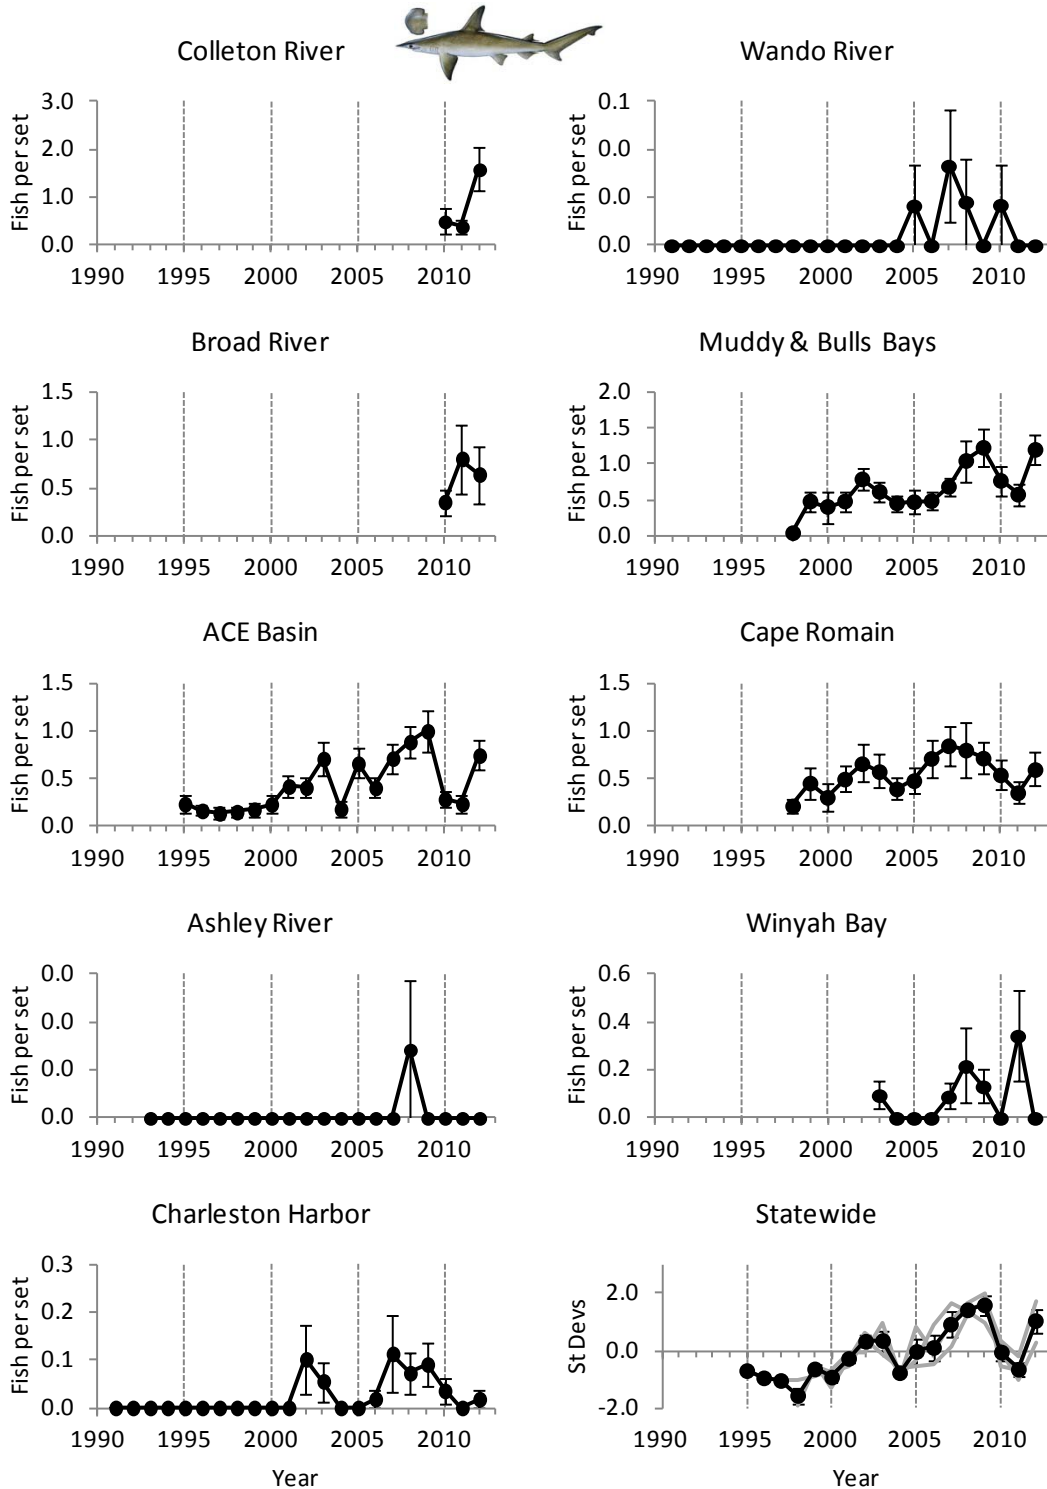 Colleton River
Fish per set
3.0
2.0
1.0
0.0
1990 1995 2000 2005 2010
Wando River
Fish per set
0.1
0.0
0.0
0.0
1990 1995 2000 2005 2010
Broad River
Fish per set
1.5
1.0
0.5
0.0
1990 1995 2000 2005 2010
Muddy & Bulls Bays
Fish per set
2.0
1.5
1.0
0.5
0.0
1990 1995 2000 2005 2010
ACE Basin
Fish per set
1.5
1.0
0.5
0.0
1990 1995 2000 2005 2010
Cape Romain
Fish per set
1.5
1.0
0.5
0.0
1990 1995 2000 2005 2010
Ashley River
Fish per set
0.0
0.0
0.0
0.0
1990 1995 2000 2005 2010
Winyah Bay
Fish per set
0.6
0.4
0.2
0.0
1990 1995 2000 2005 2010
Charleston Harbor
Fish per set
0.3
0.2
0.1
0.0
1990 1995 2000 2005 2010
Year
Statewide
St Devs
2.0
0.0
-2.0
1990 1995 2000 2005 2010
Year